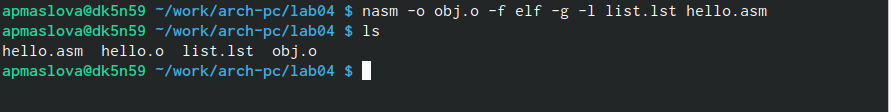 apmaslova@dk5n59 ~/work/arch-pc/lab04 $ nasm -o obj.o -f elf -g -l list.lst hello.asm
apmaslova@dk5n59 ~/work/arch-pc/lab04 $ ls
hello.asm  hello.o  list.lst  obj.o
apmaslova@dk5n59 ~/work/arch-pc/lab04 $